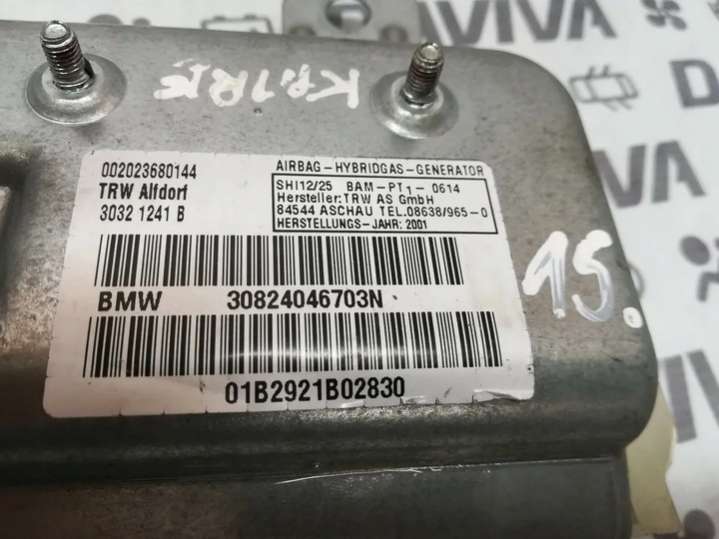 VIVA
002023680144
TRW Alfdorf
3032 1241 B
AIRBAG-HYBRIDGAS-GENERATOR
SHI12/25 BAM-PT1- 0614
Hersteller:TRW AS GmbH
84544 ASCHAU TEL.08638/965-0
HERSTELLUNGS-JAHR: 2001
BMW 30824046703N
01B2921B02830
15.